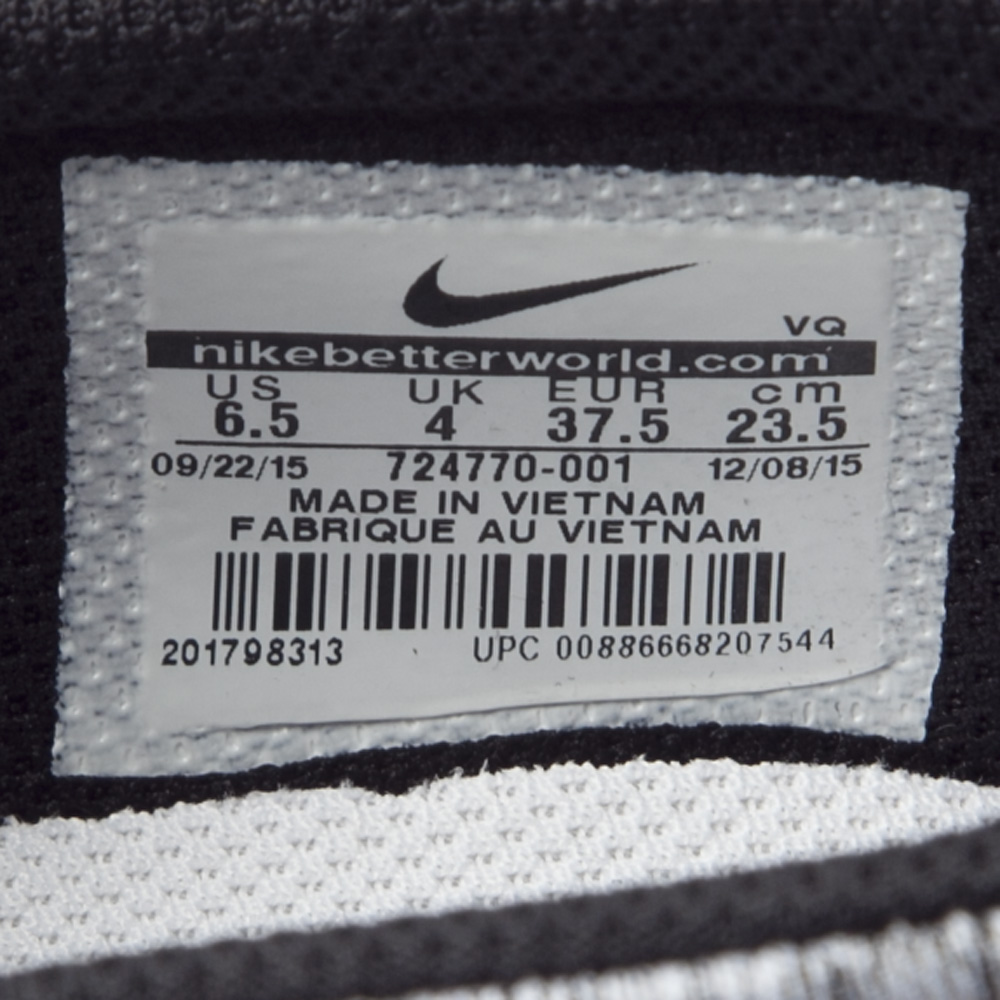 VQ
nikebetterworld.com
US UK EUR cm
6.5 4 37.5 23.5
09/22/15 724770-001 12/08/15
MADE IN VIETNAM
FABRIQUE AU VIETNAM
201798313 UPC 00886668207544